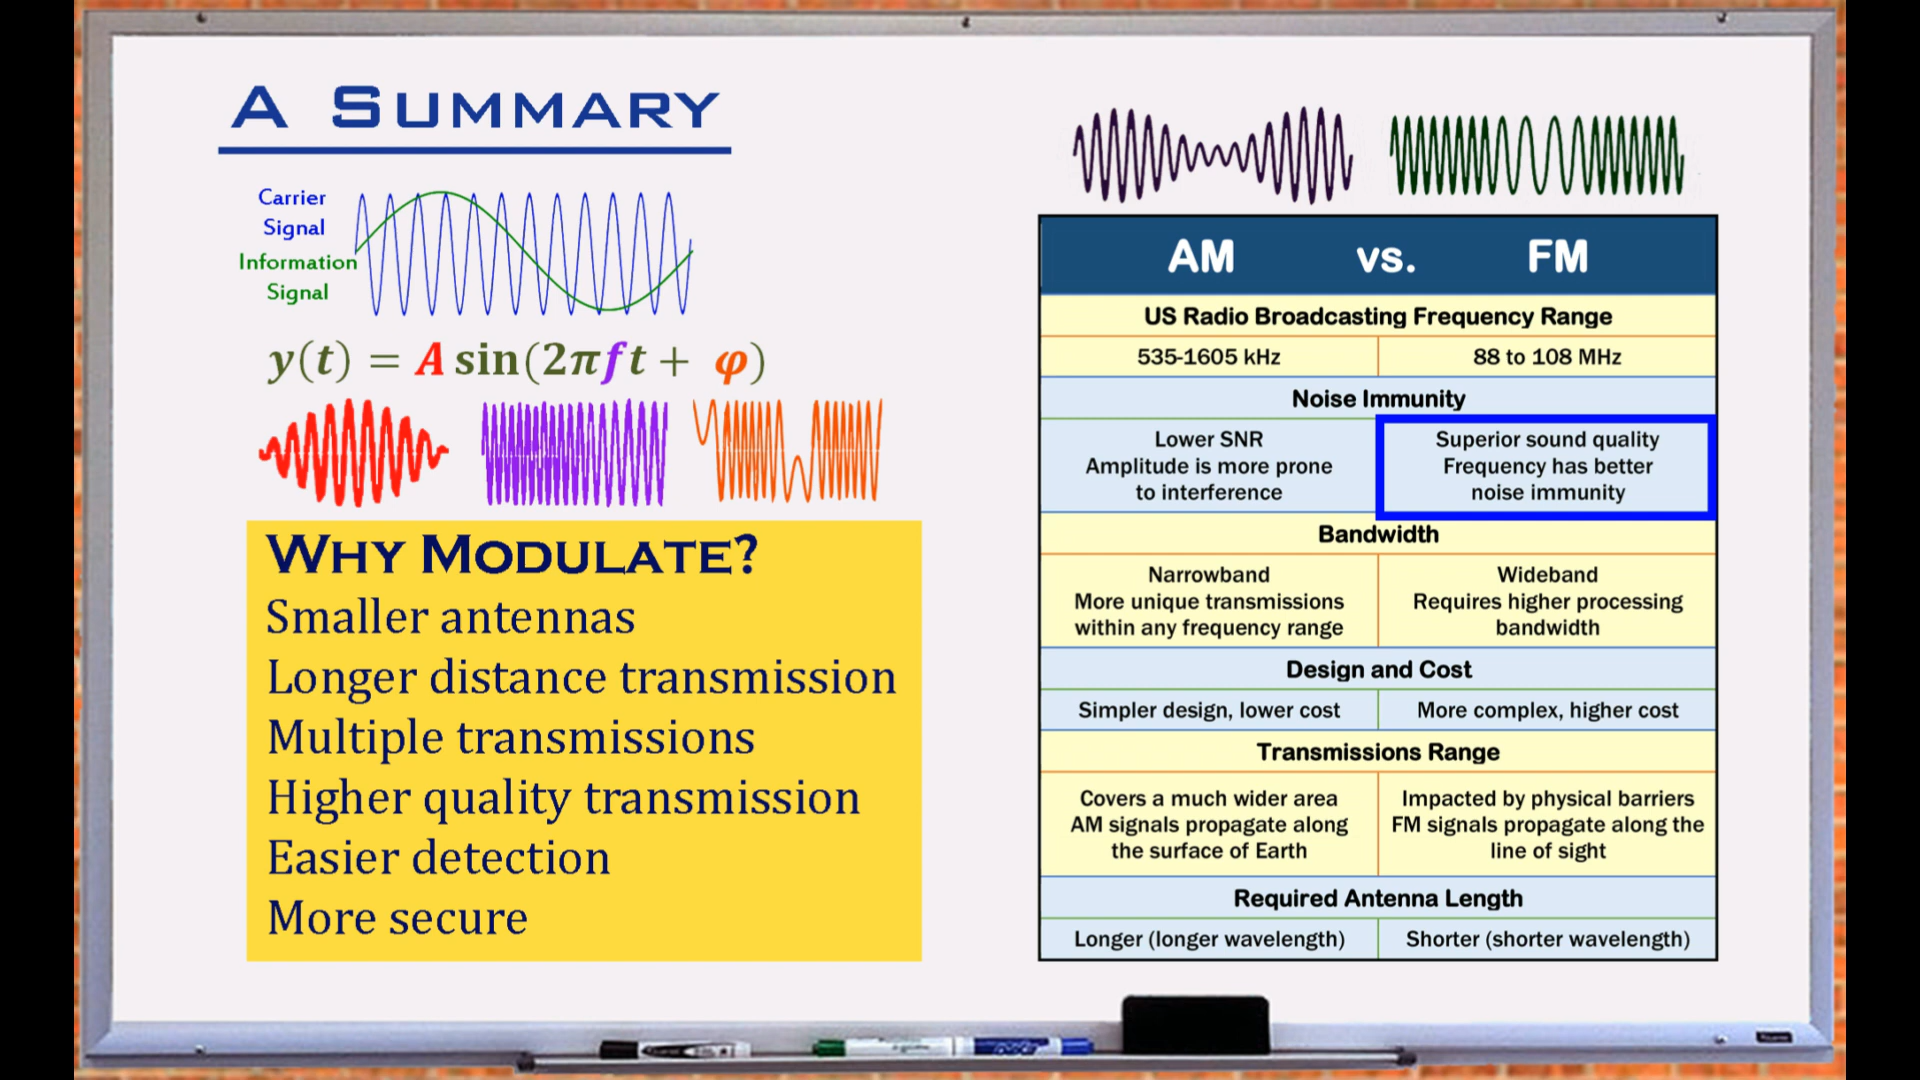 A SUMMARY
Carrier
Signal
Information
Signal
y(t) = A sin(2πft + φ)
WHY MODULATE?
Smaller antennas
Longer distance transmission
Multiple transmissions
Higher quality transmission
Easier detection
More secure
AM vs. FM
US Radio Broadcasting Frequency Range
535-1605 kHz
88 to 108 MHz
Noise Immunity
Lower SNR
Amplitude is more prone
to interference
Superior sound quality
Frequency has better
noise immunity
Bandwidth
Narrowband
More unique transmissions
within any frequency range
Wideband
Requires higher processing
bandwidth
Design and Cost
Simpler design, lower cost
More complex, higher cost
Transmissions Range
Covers a much wider area
AM signals propagate along
the surface of Earth
Impacted by physical barriers
FM signals propagate along the
line of sight
Required Antenna Length
Longer (longer wavelength)
Shorter (shorter wavelength)